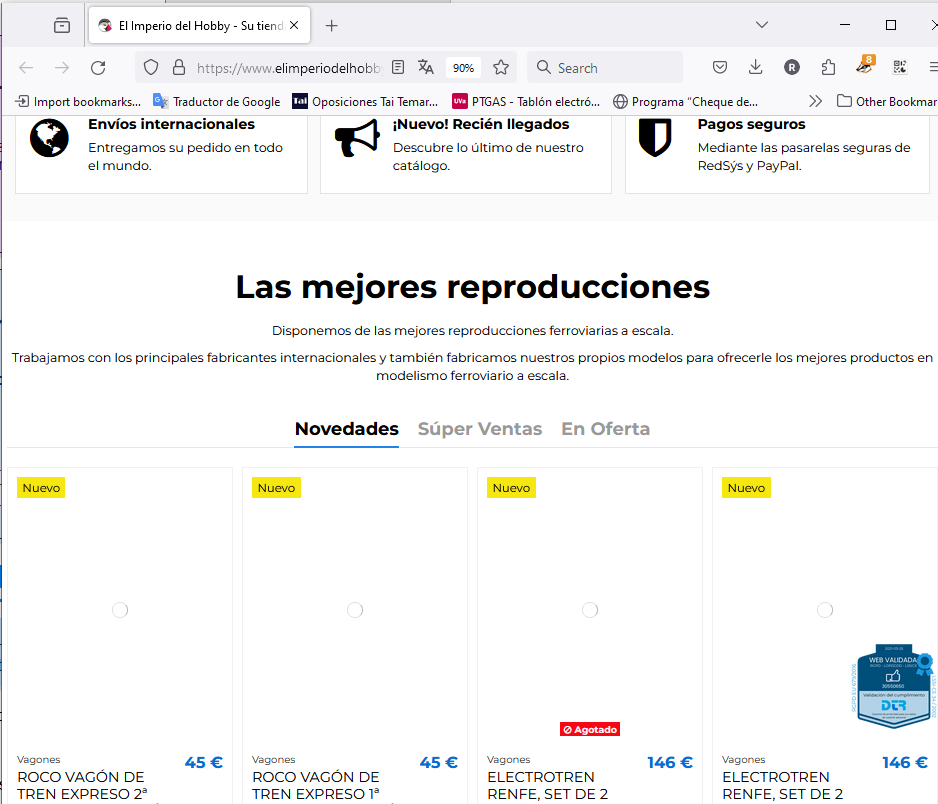 El Imperio del Hobby - Su tiend
https://www.elimperiodelhobby
90%
Search
8
R
Import bookmarks...
Traductor de Google
TaI Oposiciones Tai Temar...
UVa PTGAS - Tablón electró...
Programa “Cheque de...
Other Bookmar
Envíos internacionales
Entregamos su pedido en todo
el mundo.
¡Nuevo! Recién llegados
Descubre lo último de nuestro
catálogo.
Pagos seguros
Mediante las pasarelas seguras de
RedSýs y PayPal.
Las mejores reproducciones
Disponemos de las mejores reproducciones ferroviarias a escala.
Trabajamos con los principales fabricantes internacionales y también fabricamos nuestros propios modelos para ofrecerle los mejores productos en
modelismo ferroviario a escala.
Novedades Súper Ventas En Oferta
Nuevo
Nuevo
Nuevo
Nuevo
WEB VALIDADA
Validación del cumplimiento
DTR
Agotado
Vagones 45 €
ROCO VAGÓN DE
TREN EXPRESO 2ª
Vagones 45 €
ROCO VAGÓN DE
TREN EXPRESO 1ª
Vagones 146 €
ELECTROTREN
RENFE, SET DE 2
Vagones 146 €
ELECTROTREN
RENFE, SET DE 2